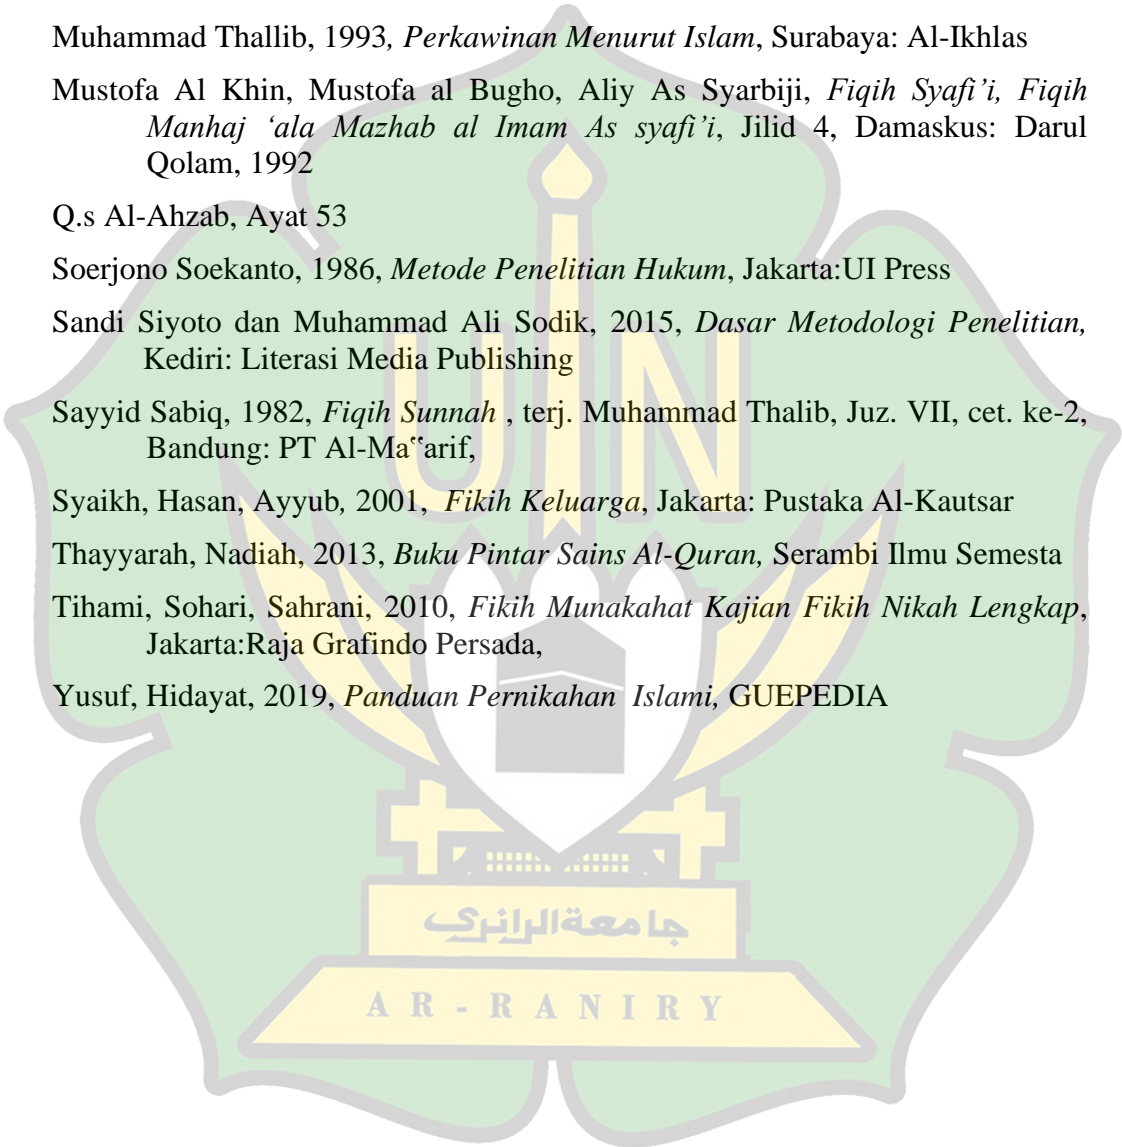 Muhammad Thallib, 1993, Perkawinan Menurut Islam, Surabaya: Al-Ikhlas
Mustofa Al Khin, Mustofa al Bugho, Aliy As Syarbiji, Fiqih Syafi’i, Fiqih
Manhaj ‘ala Mazhab al Imam As syafi’i, Jilid 4, Damaskus: Darul
Qolam, 1992
Q.s Al-Ahzab, Ayat 53
Soerjono Soekanto, 1986, Metode Penelitian Hukum, Jakarta:UI Press
Sandi Siyoto dan Muhammad Ali Sodik, 2015, Dasar Metodologi Penelitian,
Kediri: Literasi Media Publishing
Sayyid Sabiq, 1982, Fiqih Sunnah , terj. Muhammad Thalib, Juz. VII, cet. ke-2,
Bandung: PT Al-Ma‟arif,
Syaikh, Hasan, Ayyub, 2001, Fikih Keluarga, Jakarta: Pustaka Al-Kautsar
Thayyarah, Nadiah, 2013, Buku Pintar Sains Al-Quran, Serambi Ilmu Semesta
Tihami, Sohari, Sahrani, 2010, Fikih Munakahat Kajian Fikih Nikah Lengkap,
Jakarta:Raja Grafindo Persada,
Yusuf, Hidayat, 2019, Panduan Pernikahan Islami, GUEPEDIA
UIN
جامعة الرانري
AR-RANIRY